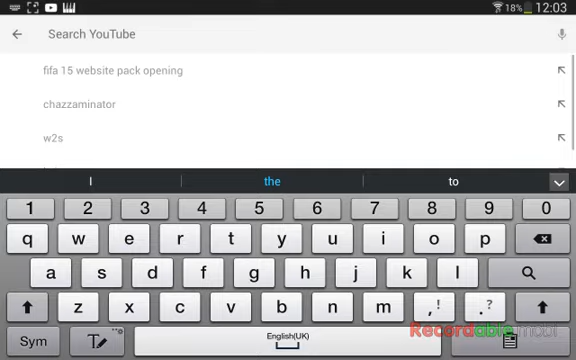 18% 12:03
Search YouTube
fifa 15 website pack opening
chazzaminator
w2s
I the to
1 2 3 4 5 6 7 8 9 0
q w e r t y u i o p
a s d f g h j k l
z x c v b n m ,! .?
Recordable.mobi
Sym T English(UK)